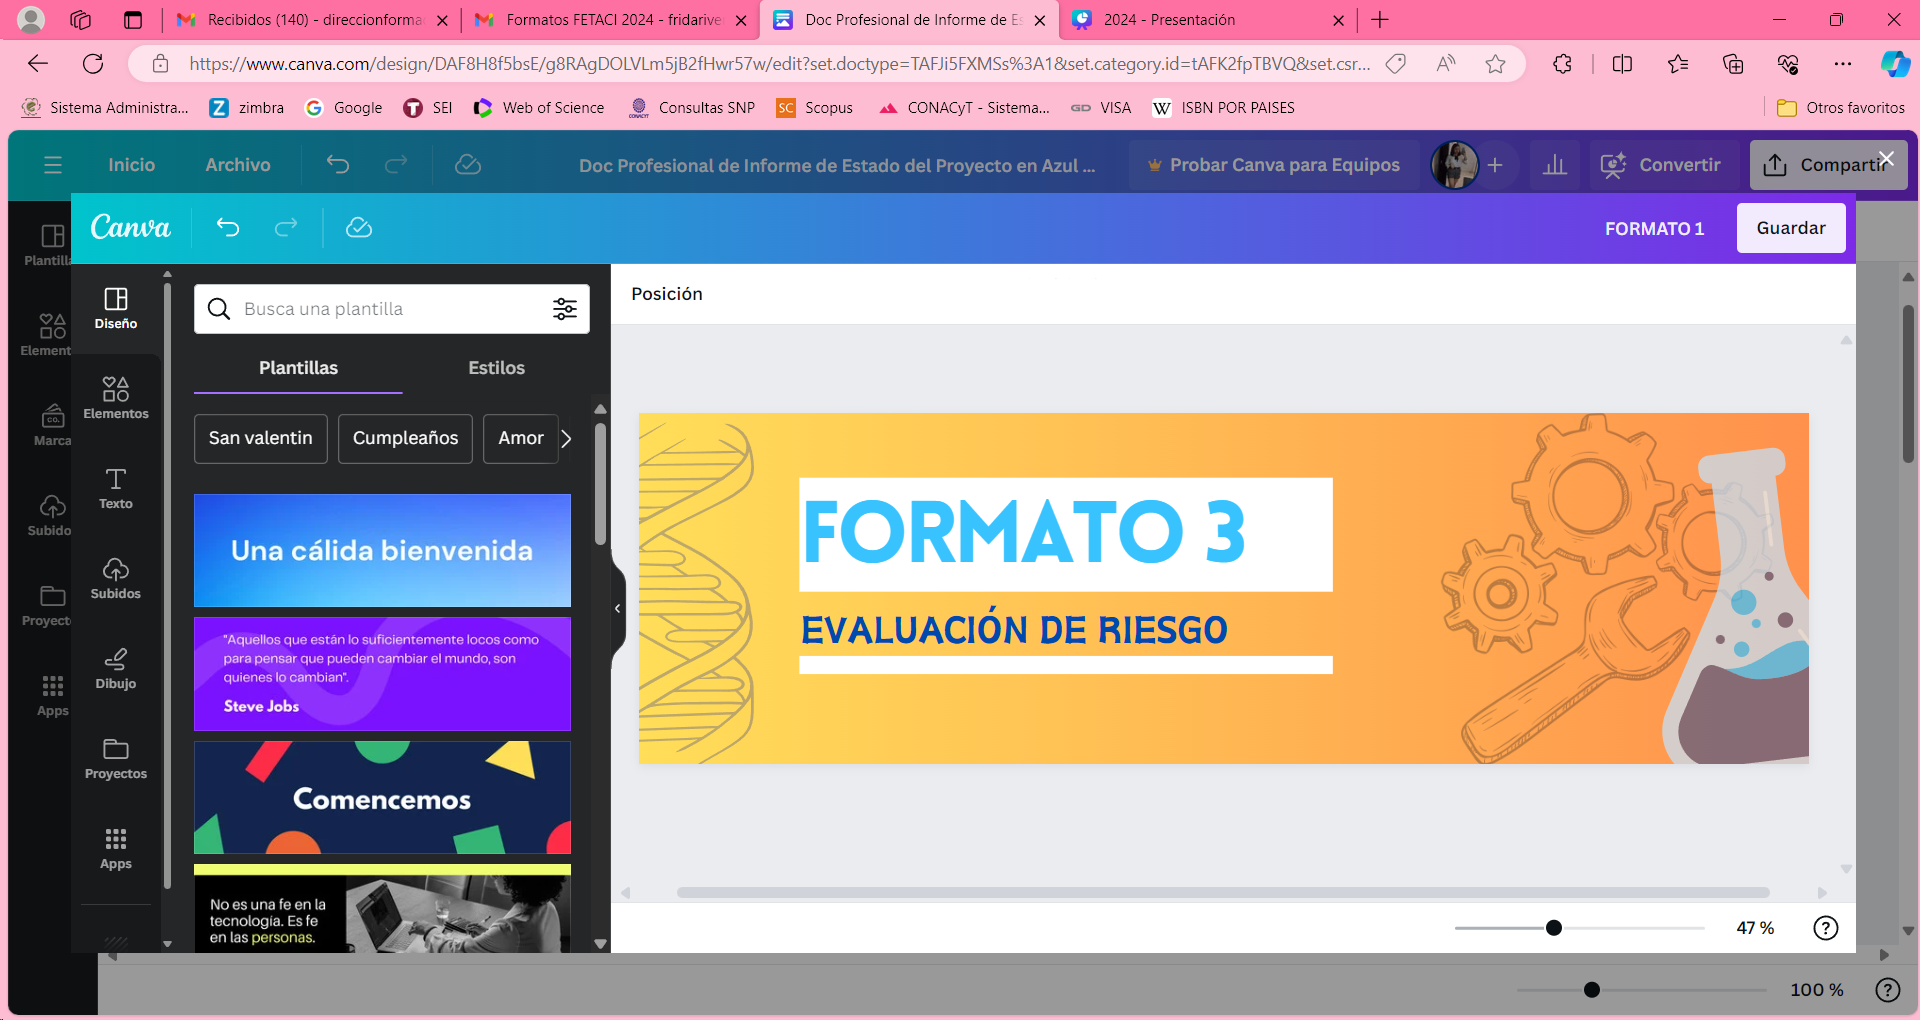 Recibidos (140) - direccionforma
Formatos FETACI 2024 - fridarive
Doc Profesional de Informe de Es
2024 - Presentación
https://www.canva.com/design/DAF8H8f5bsE/g8RAgDOLVLm5jB2fHwr57w/edit?set.doctype=TAFJi5FXMSs%3A1&set.category.id=tAFK2fpTBVQ&set.csr...
Sistema Administra...
zimbra
Google
SEI
Web of Science
Consultas SNP
Scopus
CONACyT - Sistema...
VISA
ISBN POR PAISES
Otros favoritos
Inicio
Archivo
Doc Profesional de Informe de Estado del Proyecto en Azul ...
Probar Canva para Equipos
Convertir
Compartir
Canva
FORMATO 1
Guardar
Plantilla
Element
Marca
Subido
Proyect
Apps
Diseño
Elementos
Texto
Subidos
Dibujo
Proyectos
Apps
Busca una plantilla
Plantillas
Estilos
San valentin
Cumpleaños
Amor
Una cálida bienvenida
"Aquellos que están lo suficientemente locos como
para pensar que pueden cambiar el mundo, son
quienes lo cambian".
Steve Jobs
Comencemos
No es una fe en la
tecnología. Es fe
en las personas.
Posición
FORMATO 3
EVALUACIÓN DE RIESGO
47 %
100 %